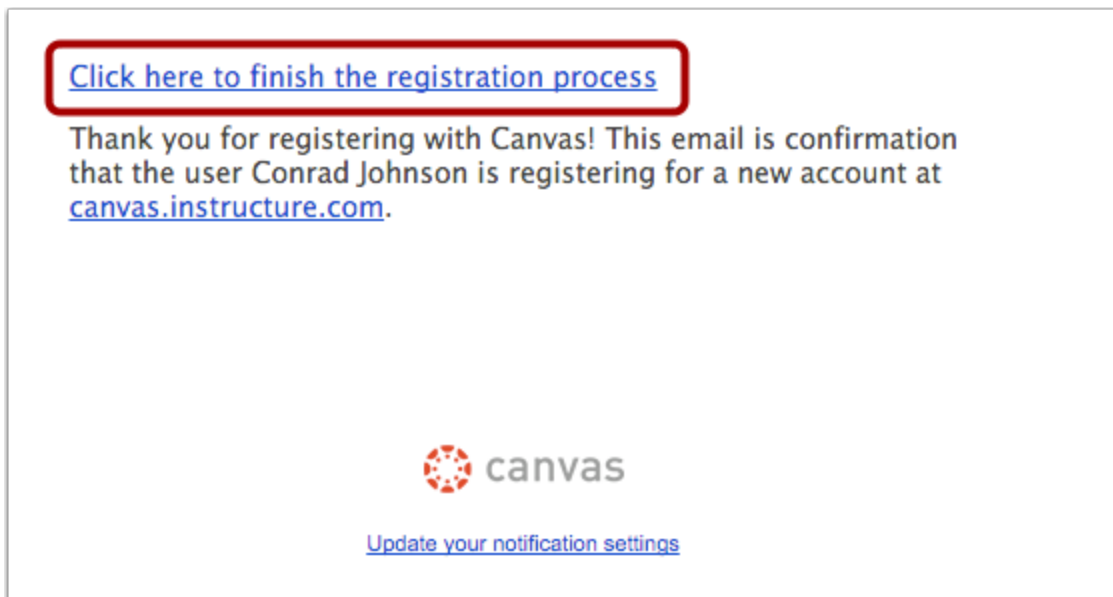 Click here to finish the registration process
Thank you for registering with Canvas! This email is confirmation
that the user Conrad Johnson is registering for a new account at
canvas.instructure.com.
canvas
Update your notification settings